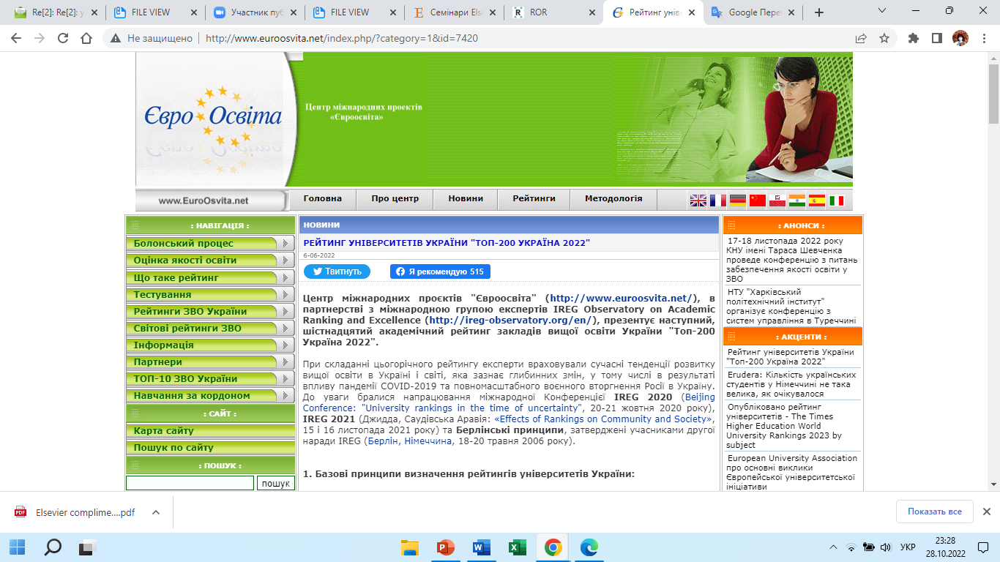 Re[2]: Re[2]: у
FILE VIEW
Участник пуб
FILE VIEW
Семінари Else
ROR
Рейтинг уніве
Google Пере
Не защищено
http://www.euroosvita.net/index.php/?category=1&id=7420
Євро Освіта
Центр міжнародних проектів
«Євроосвіта»
www.EuroOsvita.net
Головна
Про центр
Новини
Рейтинги
Методологія
: НАВІГАЦІЯ :
Болонський процес
Оцінка якості освіти
Що таке рейтинг
Тестування
Рейтинги ЗВО України
Світові рейтинги ЗВО
Інформація
Партнери
ТОП-10 ЗВО України
Навчання за кордоном
: САЙТ :
Карта сайту
Пошук по сайту
: ПОШУК :
пошук
НОВИНИ
РЕЙТИНГ УНІВЕРСИТЕТІВ УКРАЇНИ "ТОП-200 УКРАЇНА 2022"
6-06-2022
Твитнуть
Я рекомендую 515
Центр міжнародних проєктів "Євроосвіта" (http://www.euroosvita.net/), в
партнерстві з міжнародною групою експертів IREG Observatory on Academic
Ranking and Excellence (http://ireg-observatory.org/en/), презентує наступний,
шістнадцятий академічний рейтинг закладів вищої освіти України "Топ-200
Україна 2022".
При складанні цьогорічного рейтингу експерти враховували сучасні тенденції розвитку
вищої освіти в Україні і світі, яка зазнає глибинних змін, у тому числі в результаті
впливу пандемії COVID-2019 та повномасштабного воєнного вторгнення Росії в Україну.
До уваги бралися напрацювання міжнародної Конференцієї IREG 2020 (Beijing
Conference: "University rankings in the time of uncertainty", 20-21 жовтня 2020 року),
IREG 2021 (Джидда, Саудівська Аравія: «Effects of Rankings on Community and Society»,
15 і 16 листопада 2021 року) та Берлінські принципи, затверджені учасниками другої
наради IREG (Берлін, Німеччина, 18-20 травня 2006 року).
1. Базові принципи визначення рейтингів університетів України:
: АНОНСИ :
17-18 листопада 2022 року
КНУ імені Тараса Шевченка
проведе конференцію з питань
забезпечення якості освіти у
ЗВО
НТУ "Харківський
політехнічний інститут"
організує конференцію з
систем управління в Туреччині
: АКЦЕНТИ :
Рейтинг університетів України
"Топ-200 Україна 2022"
Erudera: Кількість українських
студентів у Німеччині не така
велика, як очікувалося
Опубліковано рейтинг
університетів - The Times
Higher Education World
University Rankings 2023 by
subject
European University Association
про основні виклики
Європейської університетської
ініціативи
Elsevier complime....pdf
Показать все
УКР
23:28
28.10.2022